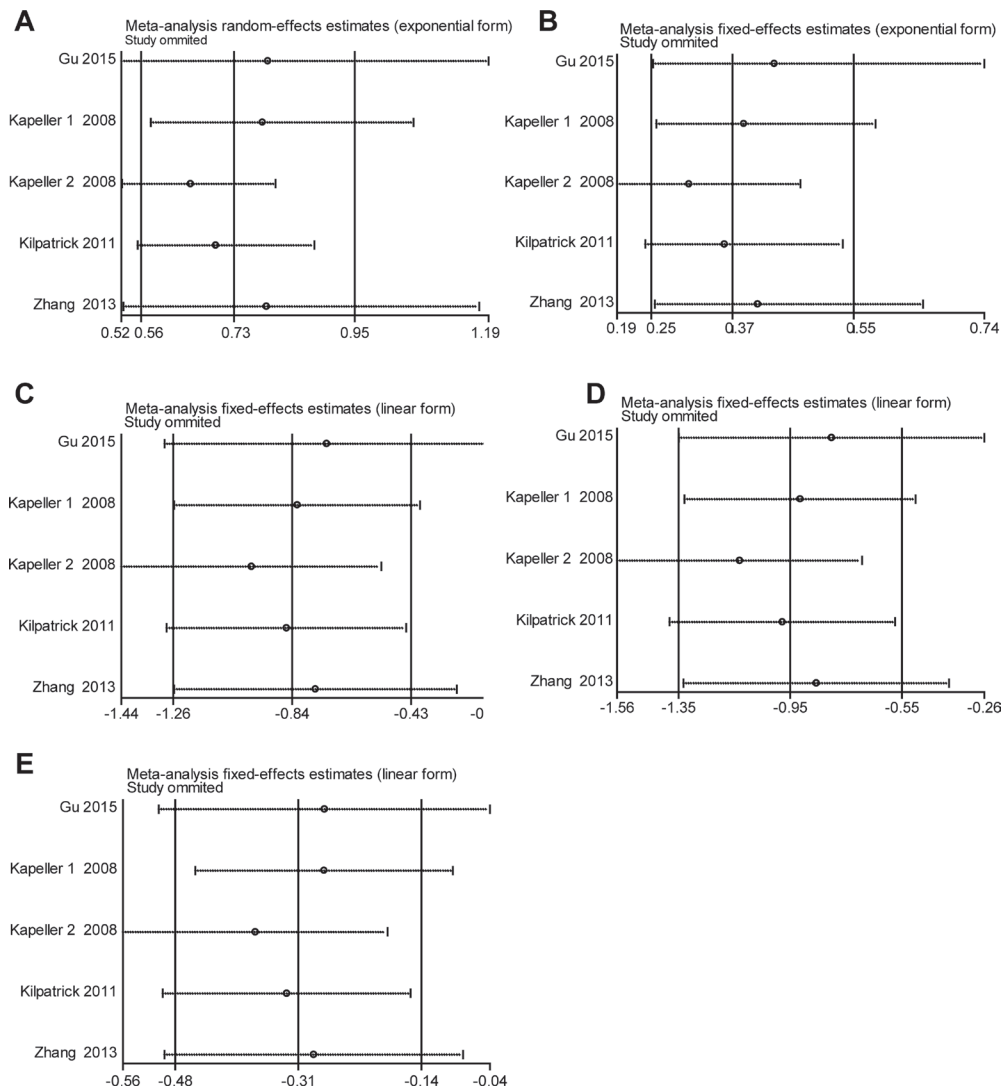 A
Meta-analysis random-effects estimates (exponential form)
Study ommited
Gu 2015
Kapeller 1 2008
Kapeller 2 2008
Kilpatrick 2011
Zhang 2013
0.52 0.56 0.73 0.95 1.19
B
Meta-analysis fixed-effects estimates (exponential form)
Study ommited
Gu 2015
Kapeller 1 2008
Kapeller 2 2008
Kilpatrick 2011
Zhang 2013
0.19 0.25 0.37 0.55 0.74
C
Meta-analysis fixed-effects estimates (linear form)
Study ommited
Gu 2015
Kapeller 1 2008
Kapeller 2 2008
Kilpatrick 2011
Zhang 2013
-1.44 -1.26 -0.84 -0.43 -0
D
Meta-analysis fixed-effects estimates (linear form)
Study ommited
Gu 2015
Kapeller 1 2008
Kapeller 2 2008
Kilpatrick 2011
Zhang 2013
-1.56 -1.35 -0.95 -0.55 -0.26
E
Meta-analysis fixed-effects estimates (linear form)
Study ommited
Gu 2015
Kapeller 1 2008
Kapeller 2 2008
Kilpatrick 2011
Zhang 2013
-0.56 -0.48 -0.31 -0.14 -0.04